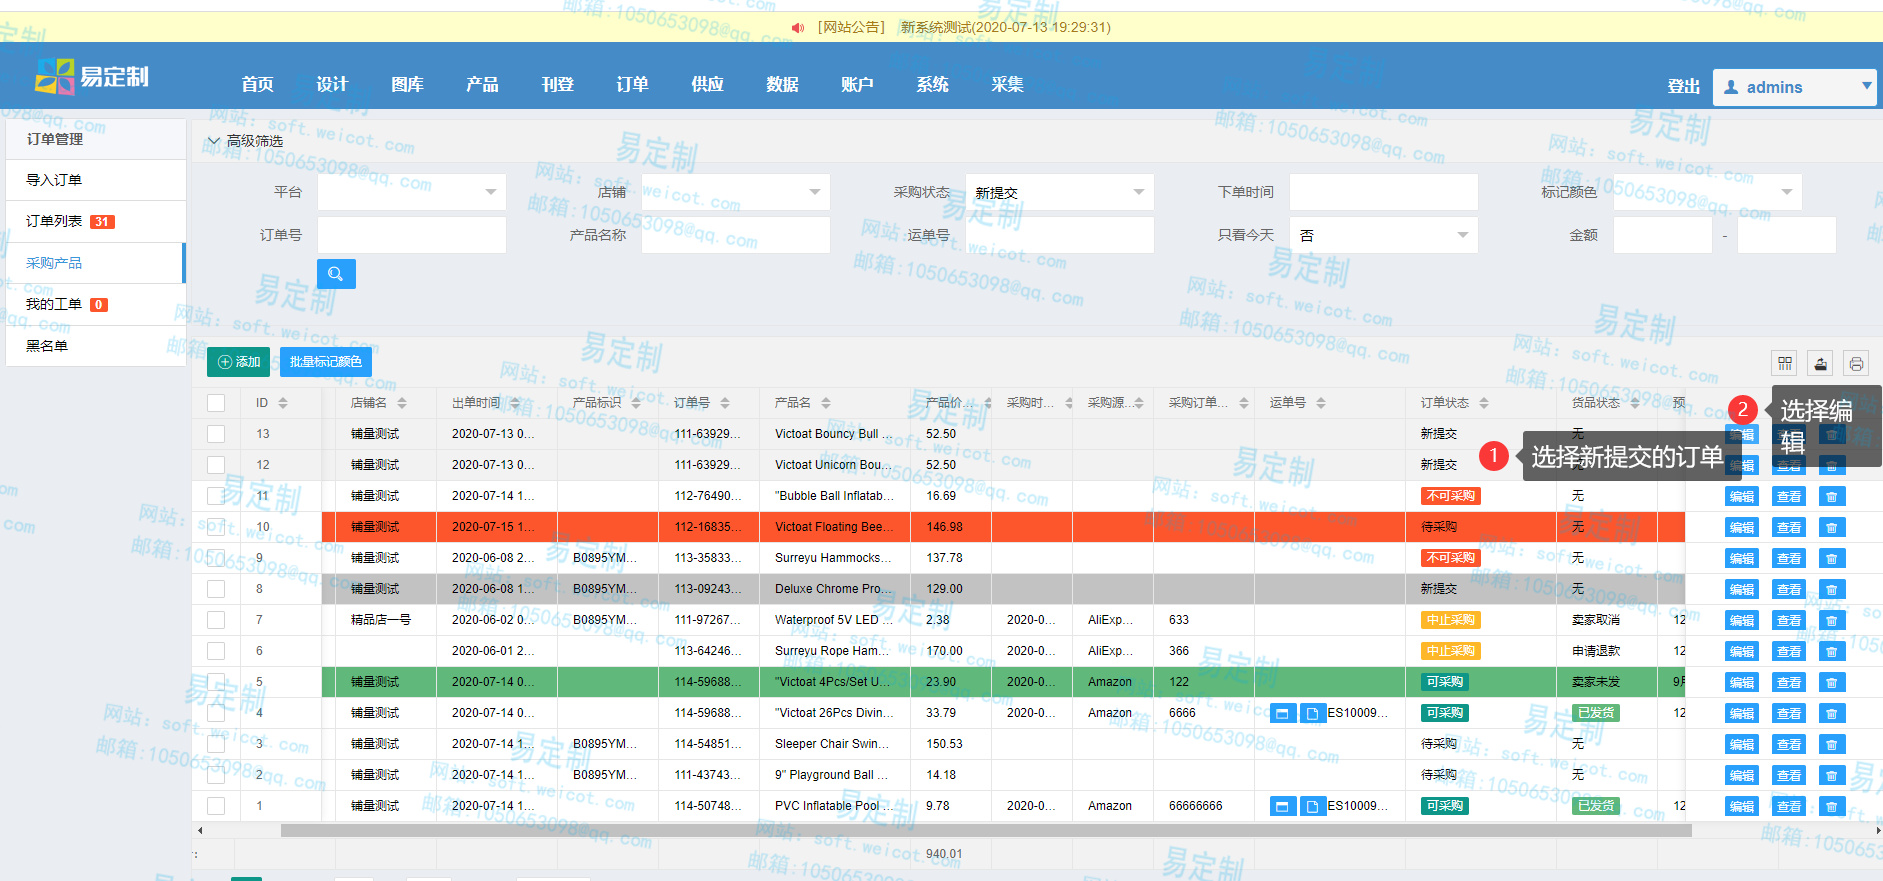 [网站公告] 新系统测试(2020-07-13 19:29:31)
易定制
首页 设计 图库 产品 刊登 订单 供应 数据 账户 系统 采集
登出 admins
订单管理
导入订单
订单列表 31
采购产品
我的工单 0
黑名单
高级筛选
平台 店铺 采购状态 新提交 下单时间 标记颜色
订单号 产品名称 运单号 只看今天 否 金额 -
添加 批量标记颜色
ID 店铺名 出单时间 产品标识 订单号 产品名 产品价... 采购时... 采购源... 采购订单... 运单号 订单状态 货品状态 预
2 选择编辑
1 选择新提交的订单
13 铺量测试 2020-07-13 0... 111-63929... Victoat Bouncy Bull ... 52.50 新提交 无 编辑
12 铺量测试 2020-07-13 0... 111-63929... Victoat Unicorn Bou... 52.50 新提交 编辑 查看
11 铺量测试 2020-07-14 1... 112-76490... "Bubble Ball Inflatab... 16.69 不可采购 无 编辑 查看
10 铺量测试 2020-07-15 1... 112-16835... Victoat Floating Bee... 146.98 待采购 无 编辑 查看
9 铺量测试 2020-06-08 2... B0895YM... 113-35833... Surreyu Hammocks... 137.78 不可采购 无 编辑 查看
8 铺量测试 2020-06-08 1... B0895YM... 113-09243... Deluxe Chrome Pro... 129.00 新提交 无 编辑 查看
7 精品店一号 2020-06-02 0... B0895YM... 111-97267... Waterproof 5V LED ... 2.38 2020-0... AliExp... 633 中止采购 卖家取消 12 编辑 查看
6 2020-06-01 2... 113-64246... Surreyu Rope Ham... 170.00 2020-0... AliExp... 366 中止采购 申请退款 12 编辑 查看
5 铺量测试 2020-07-14 0... 114-59688... "Victoat 4Pcs/Set U... 23.90 2020-0... Amazon 122 可采购 卖家未发 9月 编辑 查看
4 铺量测试 2020-07-14 0... 114-59688... "Victoat 26Pcs Divin... 33.79 2020-0... Amazon 6666 ES10009... 可采购 已发货 12 编辑 查看
3 铺量测试 2020-07-14 1... B0895YM... 114-54851... Sleeper Chair Swin... 150.53 待采购 无 编辑 查看
2 铺量测试 2020-07-14 1... B0895YM... 111-43743... 9" Playground Ball ... 14.18 待采购 无 编辑 查看
1 铺量测试 2020-07-14 1... 114-50748... PVC Inflatable Pool ... 9.78 2020-0... Amazon 66666666 ES10009... 可采购 已发货 12 编辑 查看
940.01
易定制
网站: soft.weicot.com
邮箱:1050653098@qq.com